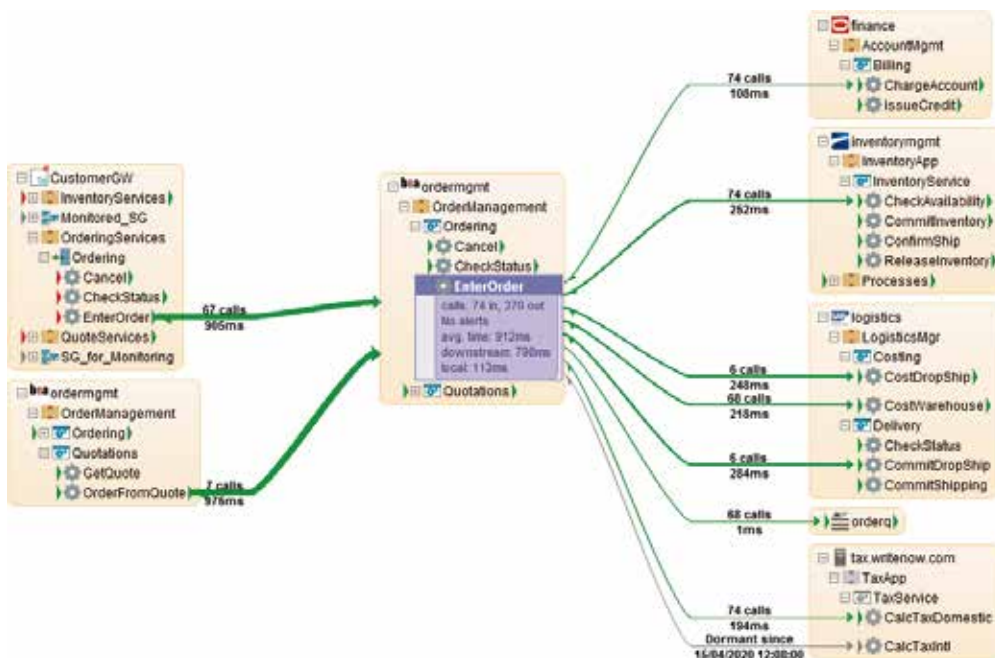 CustomerGW
InventoryServices
Monitored_SG
OrderingServices
Ordering
Cancel
CheckStatus
EnterOrder
QuoteServices
SG_for_Monitoring
67 calls
905ms
ordermgmt
OrderManagement
Ordering
Quotations
GetQuote
OrderFromQuote
7 calls
976ms
ordermgmt
OrderManagement
Ordering
Cancel
CheckStatus
EnterOrder
calls: 74 in, 370 out
No alerts
avg. time: 912ms
downstream: 798ms
local: 113ms
Quotations
74 calls
108ms
74 calls
262ms
6 calls
248ms
68 calls
218ms
6 calls
284ms
68 calls
1ms
74 calls
194ms
Dormant since
15/04/2020 12:00:00
finance
AccountMgmt
Billing
ChargeAccount
IssueCredit
inventorymgmt
InventoryApp
InventoryService
CheckAvailability
CommitInventory
ConfirmShip
ReleaseInventory
Processes
logistics
LogisticsMgr
Costing
CostDropShip
CostWarehouse
Delivery
CheckStatus
CommitDropShip
CommitShipping
orderq
tax.writenow.com
TaxApp
TaxService
CalcTaxDomestic
CalcTaxIntl